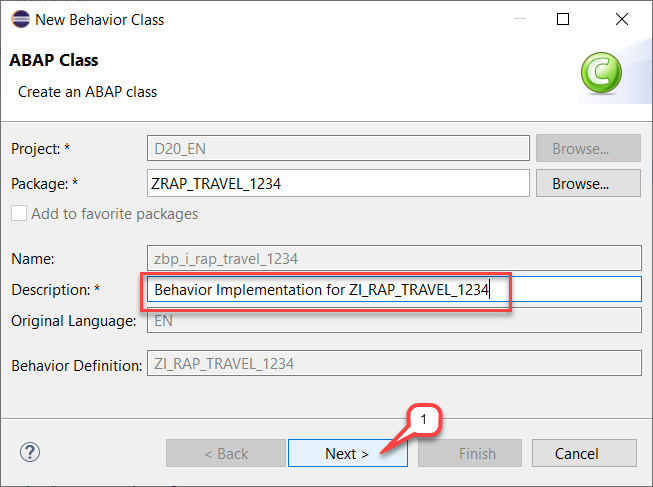 New Behavior Class
ABAP Class
Create an ABAP class
C
Project: * D20_EN Browse...
Package: * ZRAP_TRAVEL_1234 Browse...
Add to favorite packages
Name: zbp_i_rap_travel_1234
Description: * Behavior Implementation for ZI_RAP_TRAVEL_1234
Original Language: EN
Behavior Definition: ZI_RAP_TRAVEL_1234
1
? < Back Next > Finish Cancel